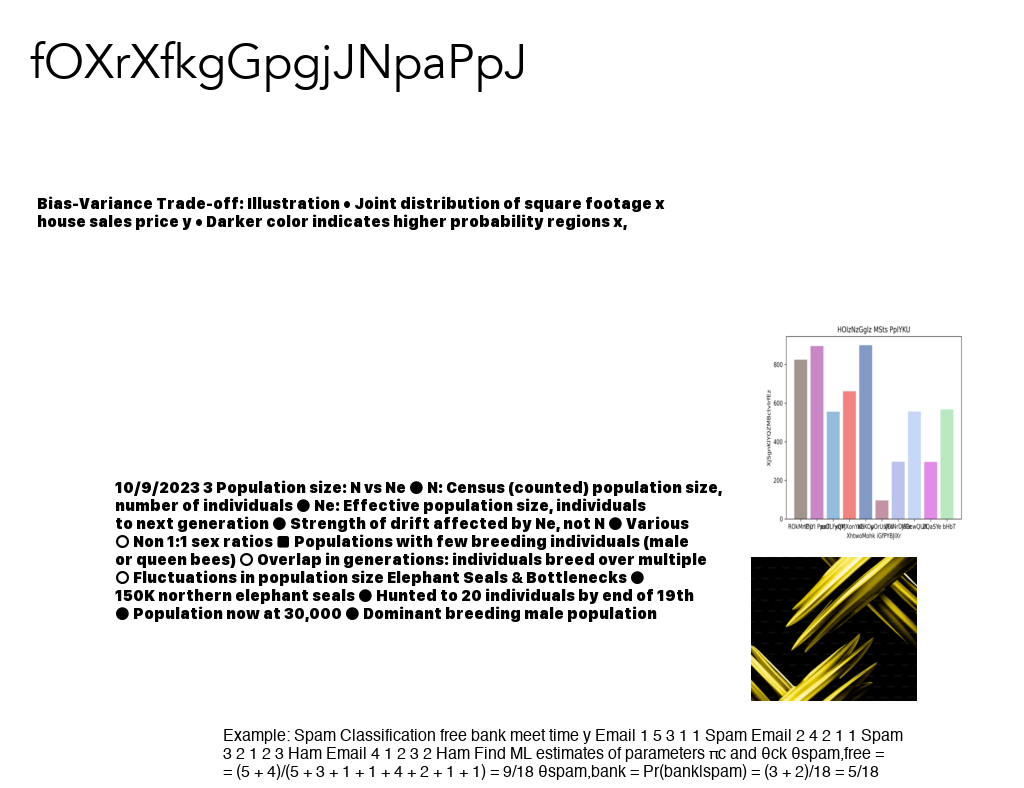 fOXrXfkgGpgjJNpaPpJ
Bias-Variance Trade-off: Illustration • Joint distribution of square footage x
house sales price y • Darker color indicates higher probability regions x,
HOlzNzGglz MSts PplYKU
800
600
400
200
0
10/9/2023 3 Population size: N vs Ne ● N: Census (counted) population size,
number of individuals ● Ne: Effective population size, individuals
to next generation ● Strength of drift affected by Ne, not N ● Various
○ Non 1:1 sex ratios ■ Populations with few breeding individuals (male
or queen bees) ○ Overlap in generations: individuals breed over multiple
○ Fluctuations in population size Elephant Seals & Bottlenecks ●
150K northern elephant seals ● Hunted to 20 individuals by end of 19th
● Population now at 30,000 ● Dominant breeding male population
Example: Spam Classification free bank meet time y Email 1 5 3 1 1 Spam Email 2 4 2 1 1 Spam
3 2 1 2 3 Ham Email 4 1 2 3 2 Ham Find ML estimates of parameters πc and θck θspam,free =
= (5 + 4)/(5 + 3 + 1 + 1 + 4 + 2 + 1 + 1) = 9/18 θspam,bank = Pr(bank|spam) = (3 + 2)/18 = 5/18